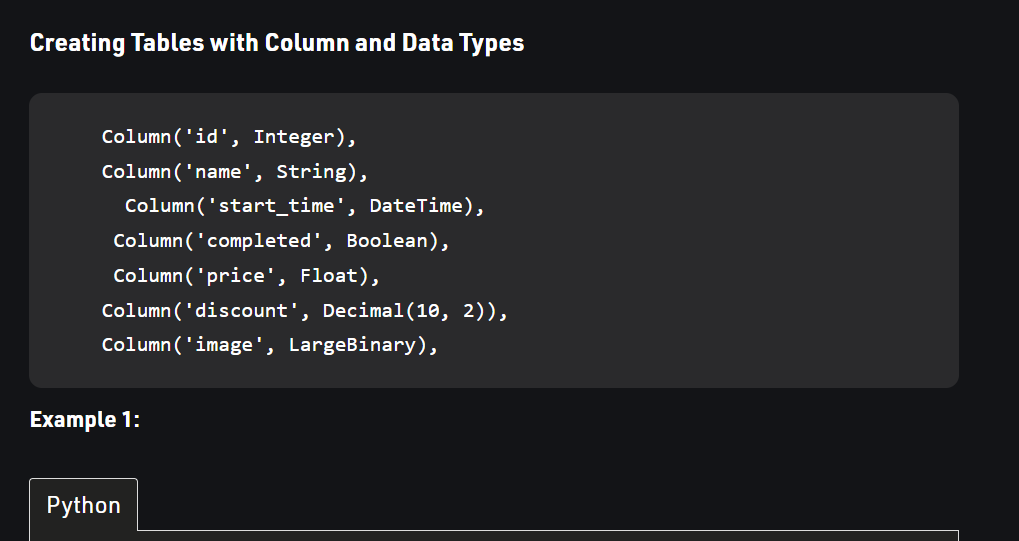 Creating Tables with Column and Data Types
Column('id', Integer),
Column('name', String),
Column('start_time', DateTime),
Column('completed', Boolean),
Column('price', Float),
Column('discount', Decimal(10, 2)),
Column('image', LargeBinary),
Example 1:
Python